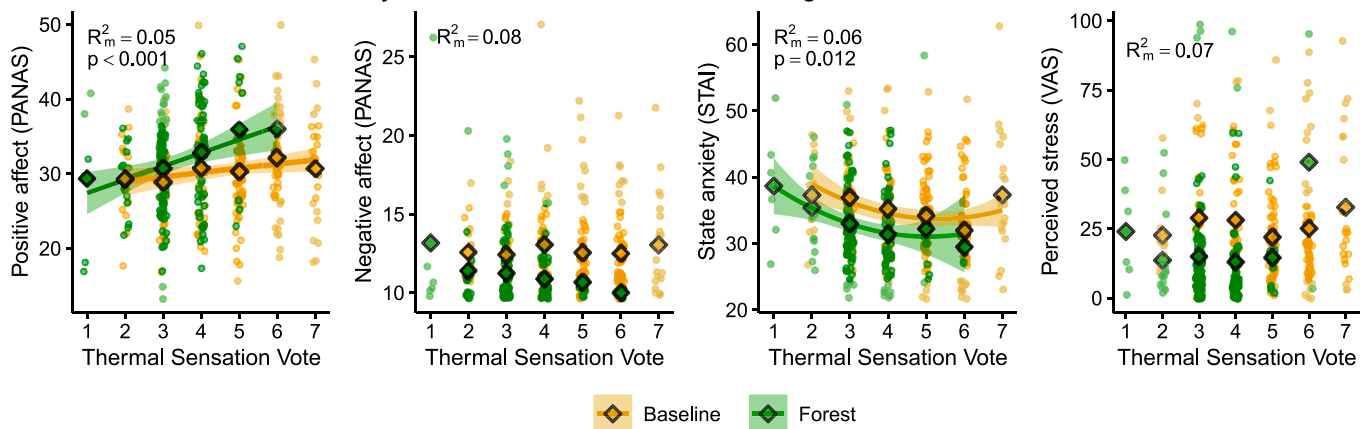 Positive affect (PANAS)
50
40
30
20
R²m = 0.05
p < 0.001
1 2 3 4 5 6 7
Thermal Sensation Vote
Negative affect (PANAS)
25
20
15
10
R²m = 0.08
1 2 3 4 5 6 7
Thermal Sensation Vote
State anxiety (STAI)
60
50
40
30
20
R²m = 0.06
p = 0.012
1 2 3 4 5 6 7
Thermal Sensation Vote
Perceived stress (VAS)
100
75
50
25
0
R²m = 0.07
1 2 3 4 5 6 7
Thermal Sensation Vote
Baseline Forest